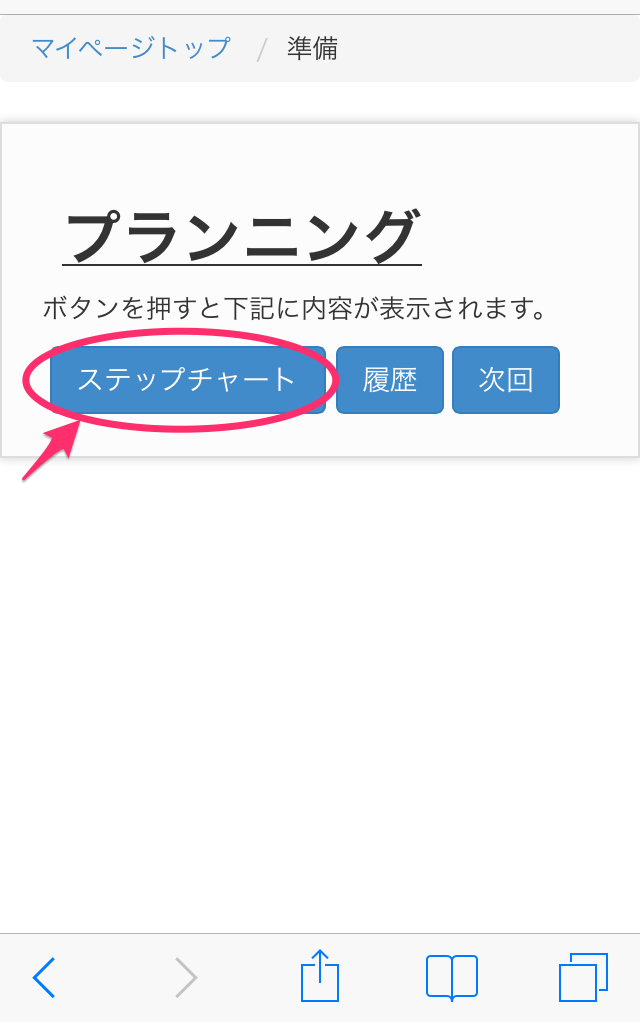 マイページトップ / 準備
プランニング
ボタンを押すと下記に内容が表示されます。
ステップチャート 履歴 次回